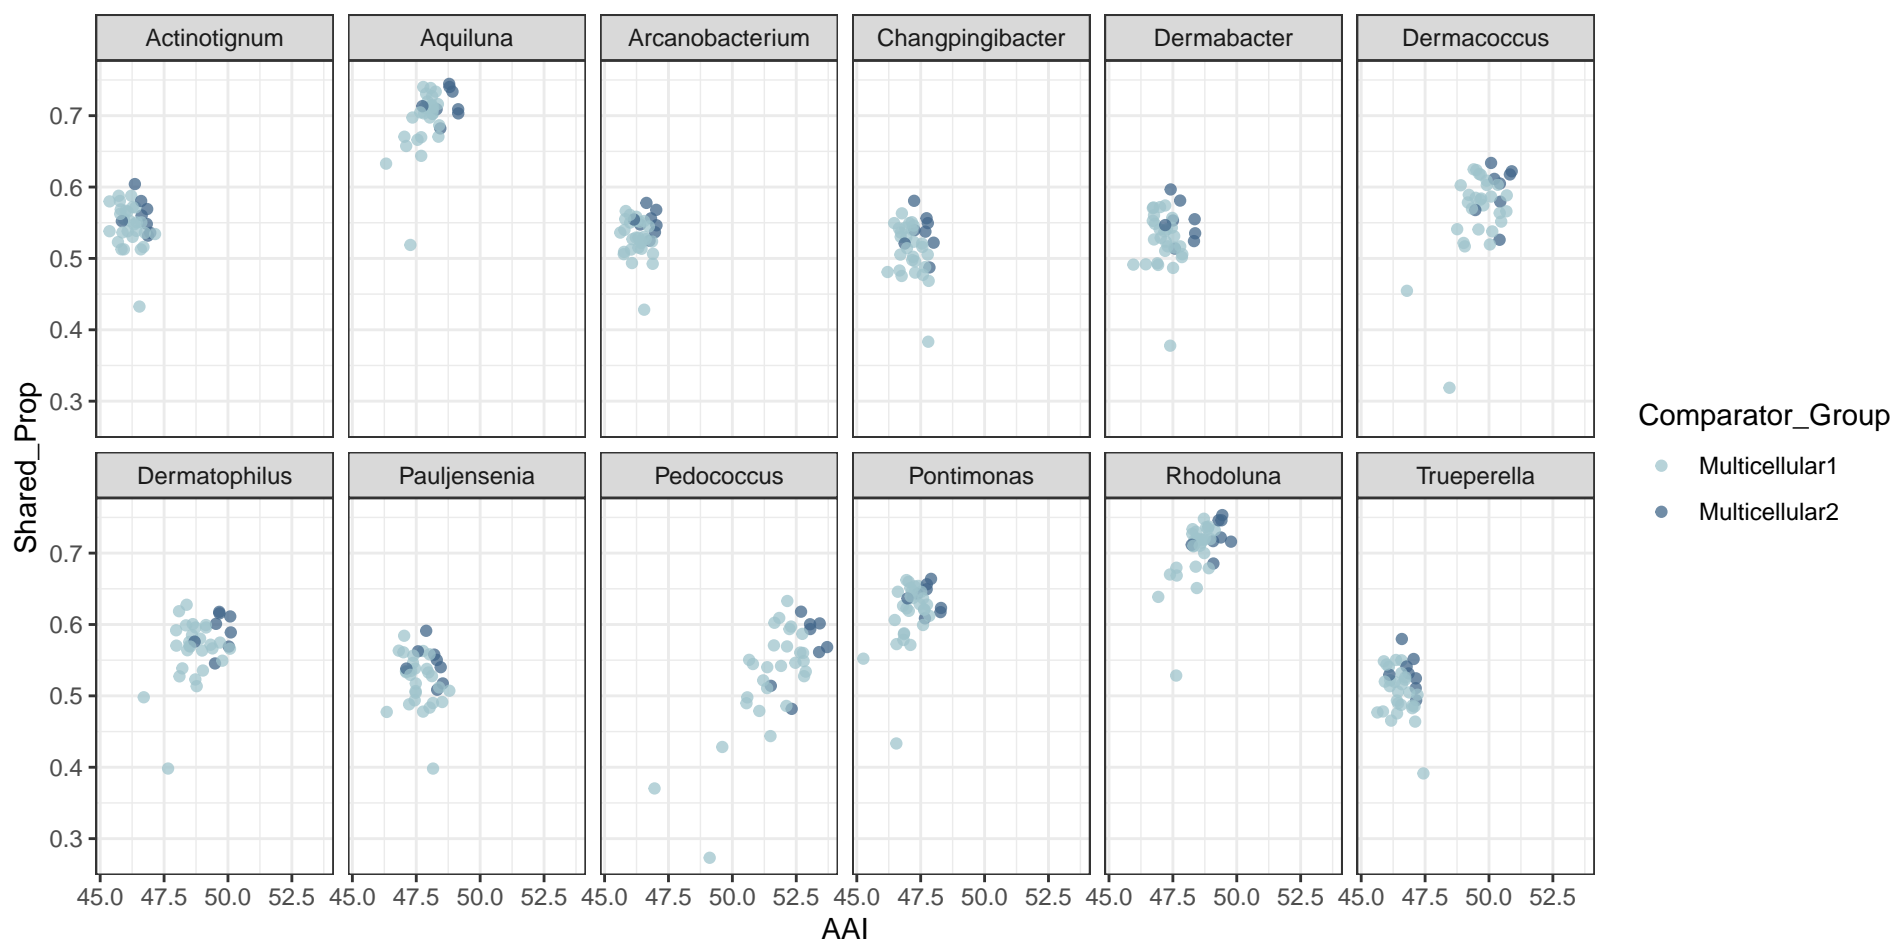 Actinotignum Aquiluna Arcanobacterium Changpingibacter Dermabacter Dermacoccus
0.7
0.6
0.5
0.4
0.3
Dermatophilus Pauljensenia Pedococcus Pontimonas Rhodoluna Trueperella
0.7
0.6
0.5
0.4
0.3
45.0 47.5 50.0 52.5 45.0 47.5 50.0 52.5 45.0 47.5 50.0 52.5 45.0 47.5 50.0 52.5 45.0 47.5 50.0 52.5 45.0 47.5 50.0 52.5
AAI
Shared_Prop
Comparator_Group
Multicellular1
Multicellular2